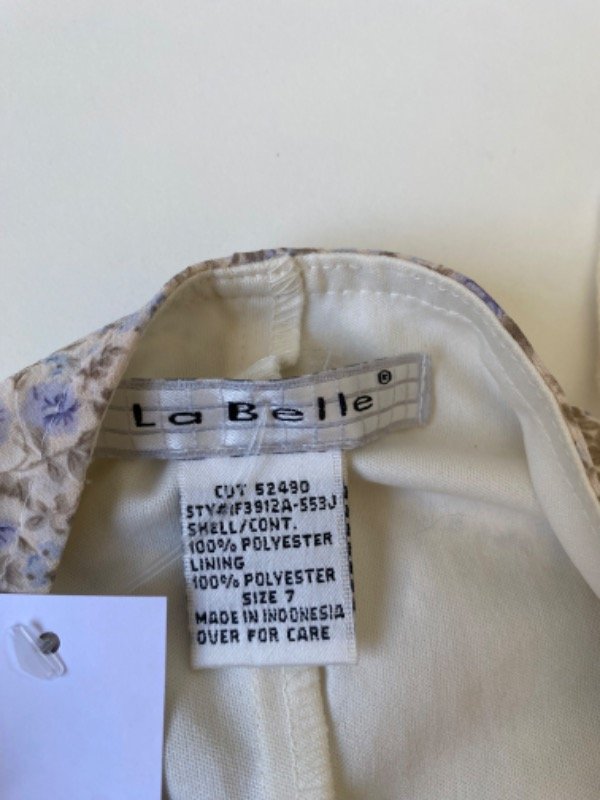 La Belle®
CUT 52490
STY#1F3912A-553J
SHELL/CONT.
100% POLYESTER
LINING
100% POLYESTER
SIZE 7
MADE IN INDONESIA
OVER FOR CARE